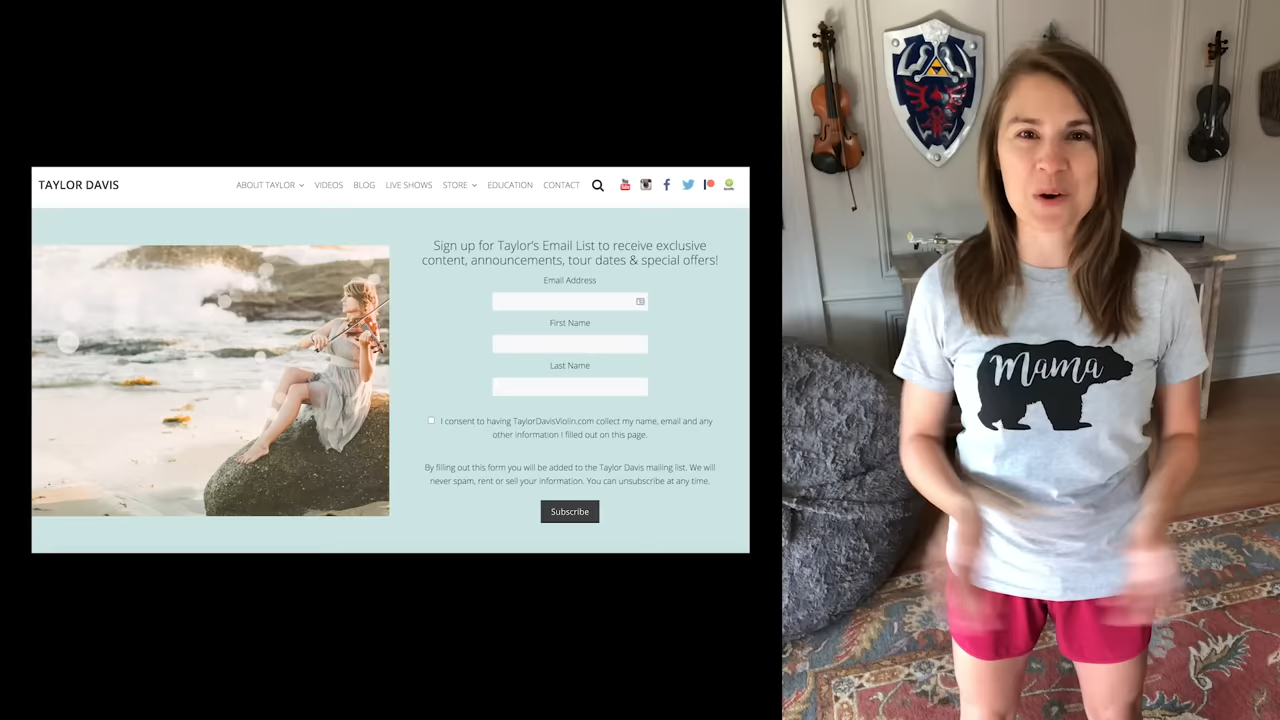 TAYLOR DAVIS
ABOUT TAYLOR VIDEOS BLOG LIVE SHOWS STORE EDUCATION CONTACT
Sign up for Taylor's Email List to receive exclusive
content, announcements, tour dates & special offers!
Email Address
First Name
Last Name
I consent to having TaylorDavisViolin.com collect my name, email and any
other information I filled out on this page.
By filling out this form you will be added to the Taylor Davis mailing list. We will
never spam, rent or sell your information. You can unsubscribe at any time.
Subscribe
Mama